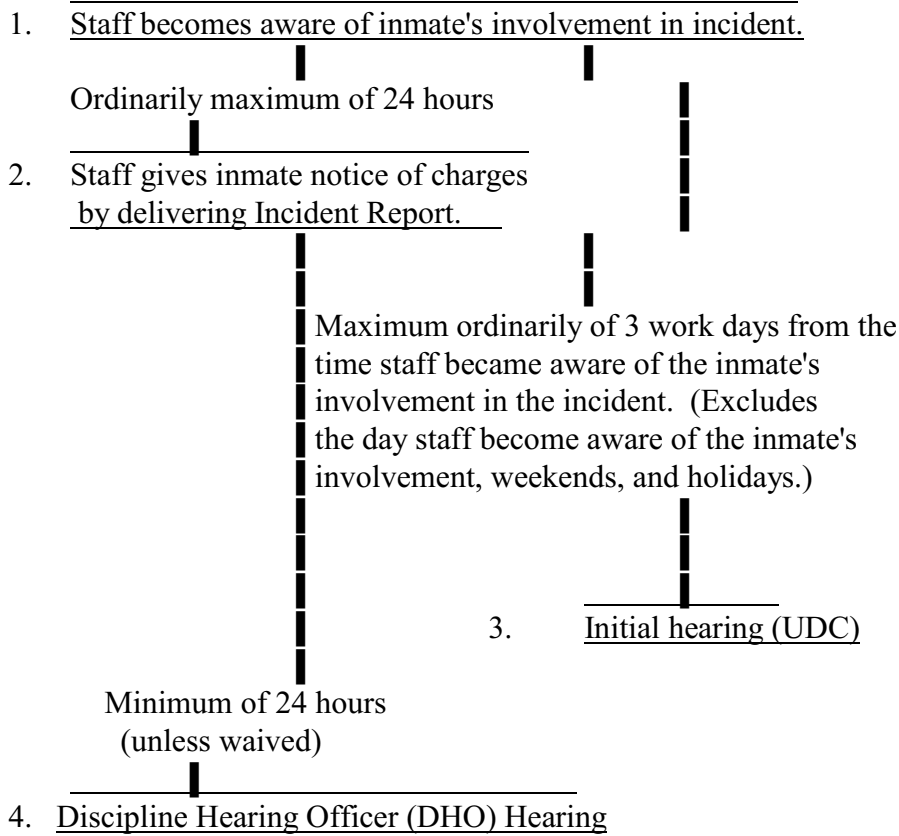 1. Staff becomes aware of inmate's involvement in incident.
Ordinarily maximum of 24 hours
2. Staff gives inmate notice of charges
by delivering Incident Report.
Maximum ordinarily of 3 work days from the
time staff became aware of the inmate's
involvement in the incident. (Excludes
the day staff become aware of the inmate's
involvement, weekends, and holidays.)
3. Initial hearing (UDC)
Minimum of 24 hours
(unless waived)
4. Discipline Hearing Officer (DHO) Hearing